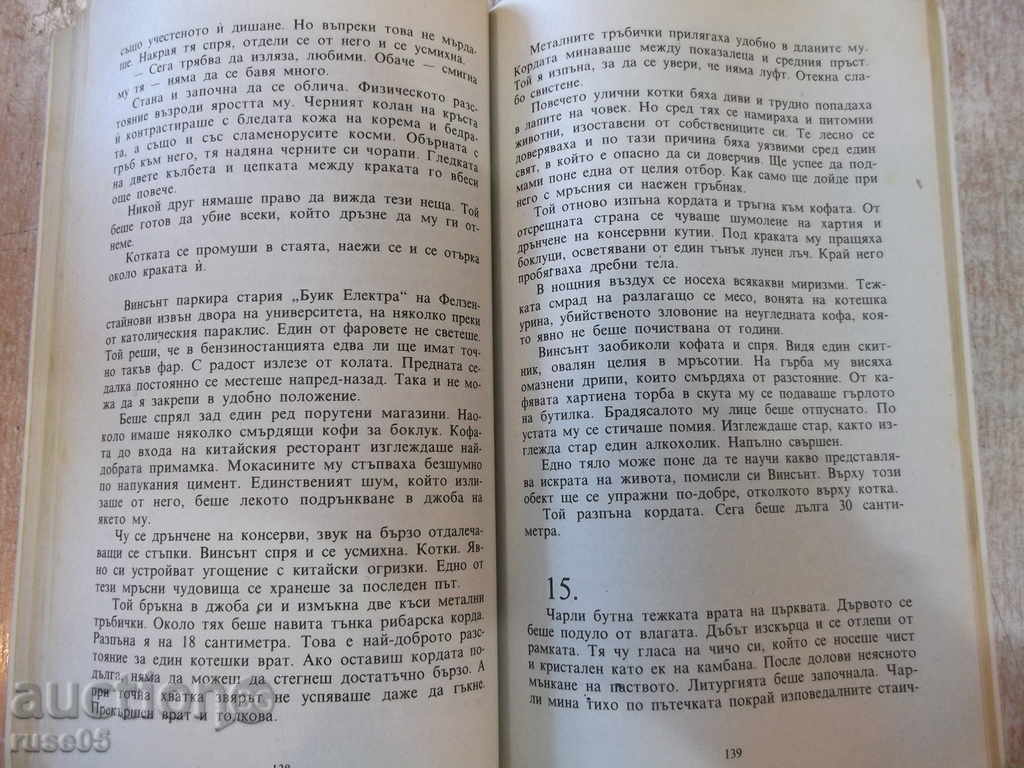 също учестеното ѝ дишане. Но въпреки това не мърда-
ше. Накрая тя спря, отдели се от него и се усмихна.
— Сега трябва да изляза, любими. Обаче — смигна
му тя — няма да се бавя много.
Стана и започна да се облича. Физическото раз-
стояние възроди яростта му. Черният колан на кръста
ѝ контрастираше с бледата кожа на корема и бедра-
та, а също и със сламенорусите косми. Обърната с
гръб към него, тя надяна черните си чорапи. Гледката
на двете кълбета и цепката между краката го вбеси
още повече.
Никой друг нямаше право да вижда тези неща. Той
беше готов да убие всеки, който дръзне да му ги от-
неме.
Котката се промуши в стаята, наежи се и се отърка
около краката ѝ.
Винсънт паркира стария „Буик Електра“ на Фелзен-
стайнови извън двора на университета, на няколко преки
от католическия параклис. Един от фаровете не светеше.
Той реши, че в бензиностанцията едва ли ще имат точ-
но такъв фар. С радост излезе от колата. Предната се-
далка постоянно се местеше напред-назад. Така и не мо-
жа да я закрепи в удобно положение.
Беше спрял зад един ред порутени магазини. Нао-
коло имаше няколко смърдящи кофи за боклук. Кофа-
та до входа на китайския ресторант изглеждаше най-
добрата примамка. Мокасините му стъпваха безшумно
по напукания цимент. Единственият шум, който изли-
заше от него, беше лекото подрънкване в джоба на
якето му.
Чу се дрънчене на консерви, звук на бързо отдалеча-
ващи се стъпки. Винсънт спря и се усмихна. Котки. Яв-
но си устройват угощение с китайски огризки. Едно от
тези мръсни чудовища се хранеше за последен път.
Той бръкна в джоба си и измъкна две къси метални
тръбички. Около тях беше навита тънка рибарска корда.
Разпъна я на 18 сантиметра. Това е най-доброто разс-
тояние за един котешки врат. Ако оставиш кордата по-
дълга, няма да можеш да стегнеш достатъчно бързо. А
при точна хватка звярът не успяваше даже да гъкне.
Прекършен врат и толкова.
138
Металните тръбички прилягаха удобно в дланите му.
Кордата минаваше между показалеца и средния пръст.
Той я изпъна, за да се увери, че няма луфт. Отекна сла-
бо свистене.
Повечето улични котки бяха диви и трудно попадаха
в лапите на човек. Но сред тях се намираха и питомни
животни, изоставени от собствениците си. Те лесно се
доверяваха и по тази причина бяха уязвими сред един
свят, в който е опасно да си доверчив. Ще успее да под-
мами поне една от целия отбор. Как само ще дойде при
него с мръсния си наежен гръбнак.
Той отново изпъна кордата и тръгна към кофата. От
отсрещната страна се чуваше шумолене на хартия и
дрънчене на консервни кутии. Под краката му пращяха
боклуци, осветявани от един тънък лунен лъч. Край него
пробягваха дребни тела.
В нощния въздух се носеха всякакви миризми. Теж-
ката смрад на разлагащо се месо, вонята на котешка
урина, убийственото зловоние на неугледната кофа, коя-
то явно не беше почиствана от години.
Винсънт заобиколи кофата и спря. Видя един скит-
ник, овалян целия в мръсотии. На гърба му висяха
омазнени дрипи, които смърдяха от разстояние. От ка-
фявата хартиена торба в скута му се подаваше гърлото
на бутилка. Брадясалото му лице беше отпуснато. По
устата му се стичаше помия. Изглеждаше стар, както из-
глежда стар един алкохолик. Напълно свършен.
Едно тяло може поне да те научи какво представля-
ва искрата на живота, помисли си Винсънт. Върху този
обект ще се упражни по-добре, отколкото върху котка.
Той разпъна кордата. Сега беше дълга 30 санти-
метра.
15.
Чарли бутна тежката врата на църквата. Дървото се
беше подуло от влагата. Дъбът изскърца и се отлепи от
рамката. Тя чу гласа на чичо си, който се носеше чист
и кристален като ек на камбана. После долови неясното
мънкане на паството. Литургията беше започнала. Чар-
ли мина тихо по пътечката покрай изповедалните стаич-
139
auctionbg
ruse05